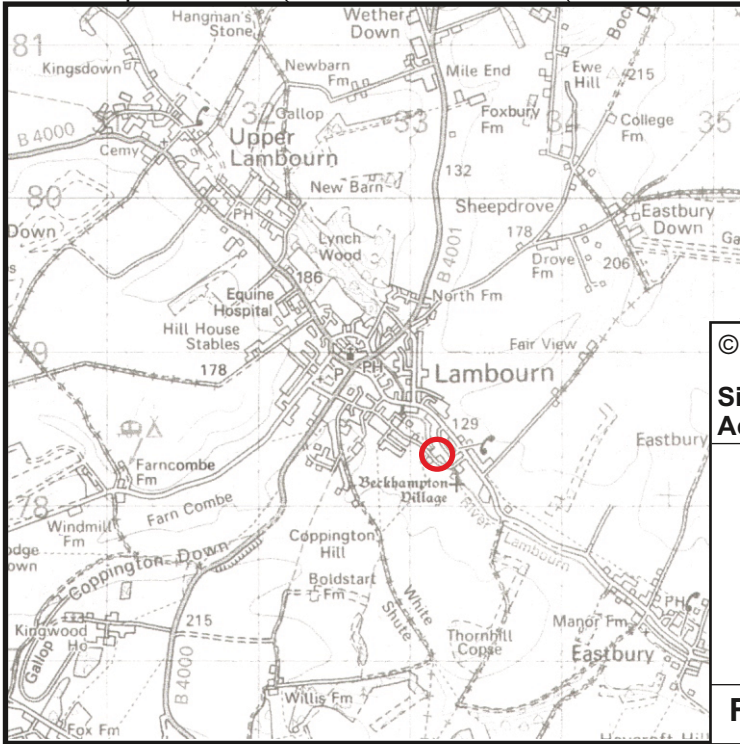 Hangman's
Stone
Wether
Down
81
Kingsdown
Newbarn
Fm
Mile End
Ewe
Hill
215
32
Gallop
33
Foxbury
Fm
34
College
Fm
35
B 4000
Upper
Lambourn
Cemy
132
New Barn
80
PH
Sheepdrove
Eastbury
Down
Down
Lynch
Wood
178
B 4001
Drove
Fm
206
186
Equine
Hospital
North Fm
Hill House
Stables
Fair View
79
178
PH
P
Lambourn
129
Eastbury
Farncombe
Fm
Beckhampton
Village
78
Farn Combe
River
Lambourn
Windmill
Fm
Coppington
Hill
Coppington Down
Boldstart
Fm
White
Shute
PH
215
Kingwood
Ho
Gallop
B 4000
Thornhill
Copse
Manor Fm
Eastbury
Willis Fm
Fox Fm
©
F